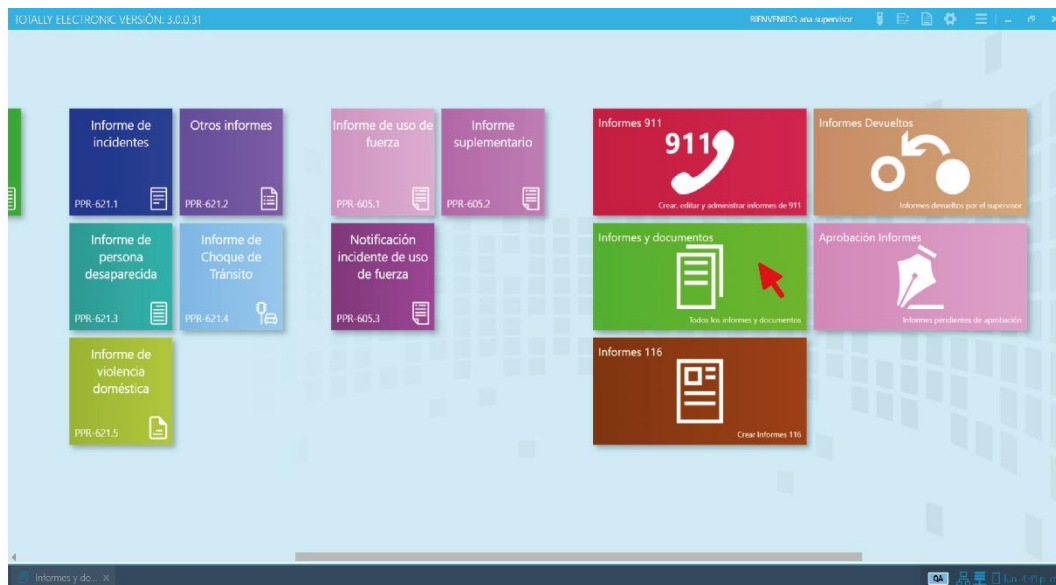 TOTALLY ELECTRONIC VERSIÓN: 3.0.0.31
BIENVENIDO ana supervisor
Informe de
incidentes
PPR-621.1
Otros informes
PPR-621.2
Informe de uso de
fuerza
PPR-605.1
Informe
suplementario
PPR-605.2
Informes 911
911
Crear, editar y administrar informes de 911
Informes Devueltos
Informes devueltos por el supervisor
Informe de
persona
desaparecida
PPR-621.3
Informe de
Choque de
Tránsito
PPR-621.4
Notificación
incidente de uso
de fuerza
PPR-605.3
Informes y documentos
Todos los informes y documentos
Aprobación Informes
Informes pendientes de aprobación
Informe de
violencia
doméstica
PPR-621.5
Informes 116
Crear Informes 116
Informes y do...
QA